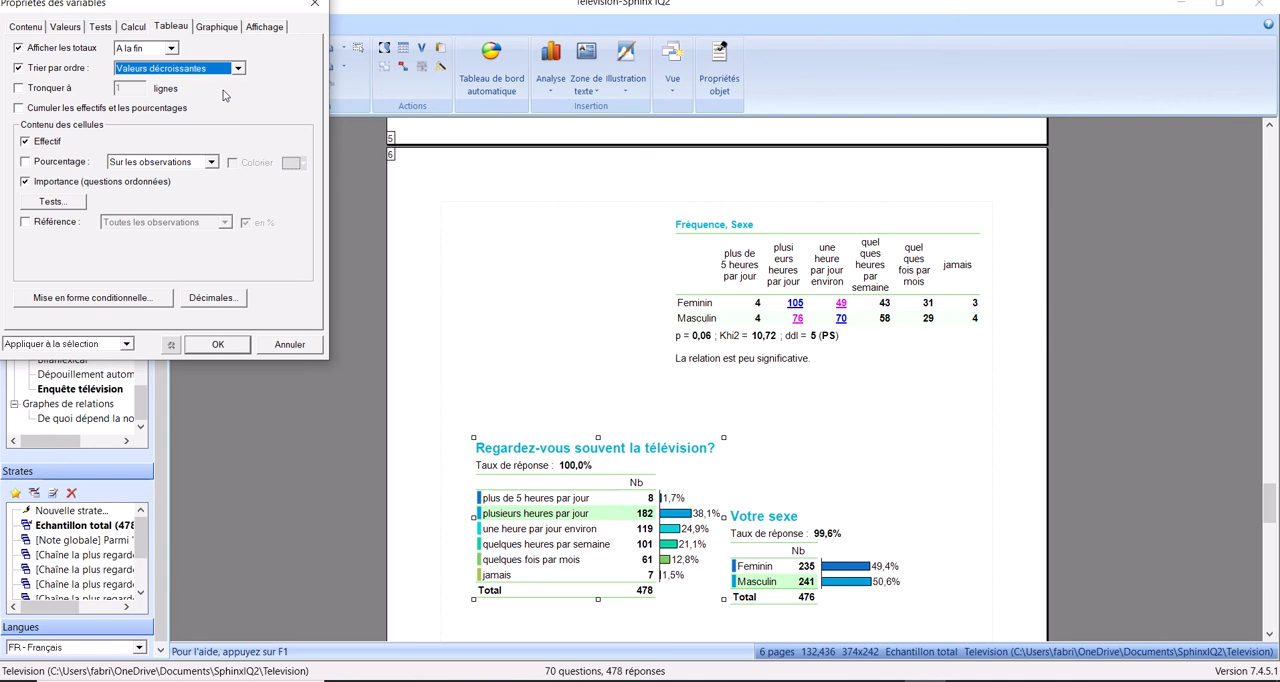 Propriétés des variables
Television-Sphinx IQ2
Contenu Valeurs Tests Calcul Tableau Graphique Affichage
Afficher les totaux A la fin
Trier par ordre : Valeurs décroissantes
Tronquer à 1 lignes
Cumuler les effectifs et les pourcentages
Contenu des cellules
Effectif
Pourcentage : Sur les observations Colorier
Importance (questions ordonnées)
Tests...
Référence : Toutes les observations en %
Mise en forme conditionnelle... Décimales...
Appliquer à la sélection OK Annuler
Actions
Tableau de bord
automatique
Analyse Zone de texte Illustration
Insertion
Vue
Propriétés
objet
5
6
Fréquence, Sexe
plus de 5 heures par jour
plusi eurs heures par jour
une heure par jour environ
quel ques heures par semaine
quel ques fois par mois
jamais
Feminin 4 105 49 43 31 3
Masculin 4 76 70 58 29 4
p = 0,06 ; Khi2 = 10,72 ; ddl = 5 (PS)
La relation est peu significative.
Regardez-vous souvent la télévision?
Taux de réponse : 100,0%
Nb
plus de 5 heures par jour 8 1,7%
plusieurs heures par jour 182 38,1%
une heure par jour environ 119 24,9%
quelques heures par semaine 101 21,1%
quelques fois par mois 61 12,8%
jamais 7 1,5%
Total 478
Votre sexe
Taux de réponse : 99,6%
Nb
Feminin 235 49,4%
Masculin 241 50,6%
Total 476
Dépouillement autom
Enquête télévision
Graphes de relations
De quoi dépend la no
Strates
Nouvelle strate...
Echantillon total (478
[Note globale] Parmi '
[Chaîne la plus regard
[Chaîne la plus regard
[Chaîne la plus regard
Langues
FR - Français
Pour l'aide, appuyez sur F1
6 pages 132,436 374x242 Echantillon total Television (C:\Users\fabri\OneDrive\Documents\SphinxIQ2\Television)
Television (C:\Users\fabri\OneDrive\Documents\SphinxIQ2\Television) 70 questions, 478 réponses Version 7.4.5.1